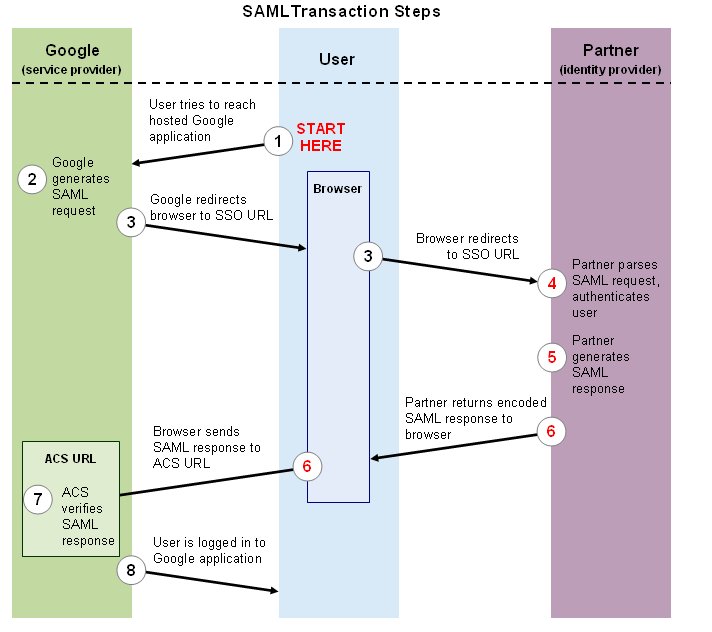 SAML Transaction Steps
Google
(service provider)
User
Partner
(identity provider)
User tries to reach
hosted Google
application
1
START
HERE
2
Google
generates
SAML
request
Browser
3
Google redirects
browser to SSO URL
3
Browser redirects
to SSO URL
4
Partner parses
SAML request,
authenticates
user
5
Partner
generates
SAML
response
Partner returns encoded
SAML response to
browser
6
Browser sends
SAML response to
ACS URL
6
ACS URL
7
ACS
verifies
SAML
response
User is logged in to
Google application
8